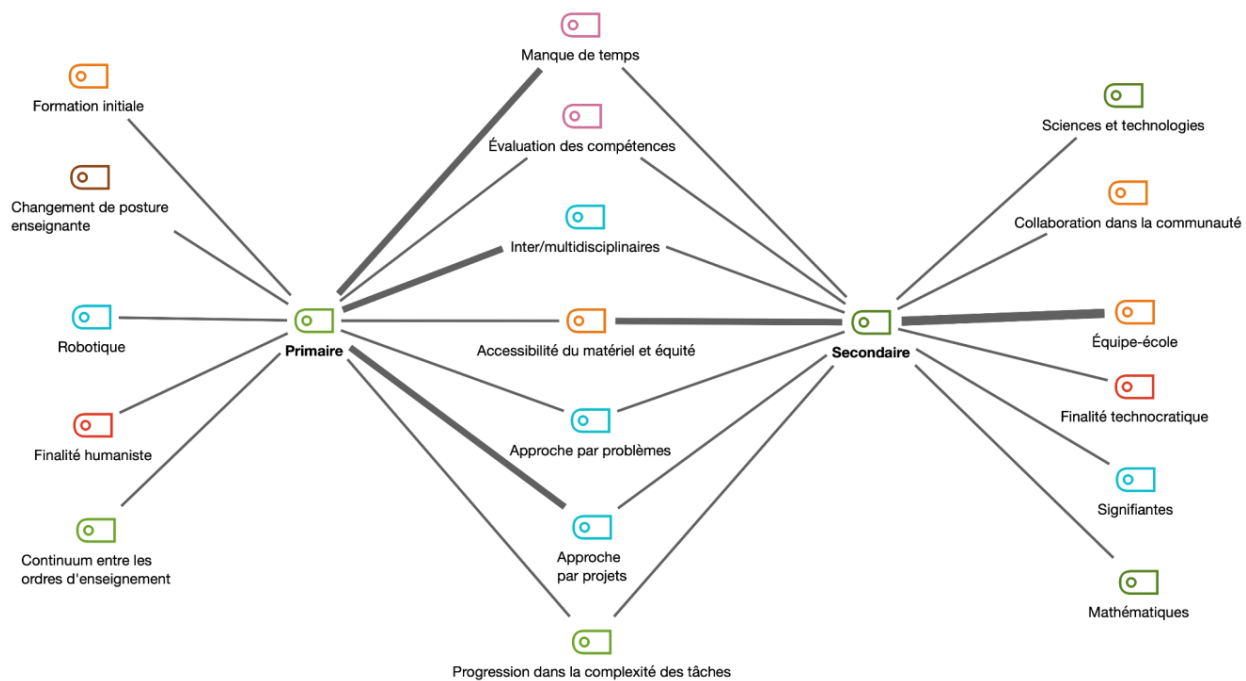 Manque de temps
Formation initiale
Sciences et technologies
Évaluation des compétences
Changement de posture
enseignante
Collaboration dans la communauté
Inter/multidisciplinaires
Robotique
Primaire
Accessibilité du matériel et équité
Secondaire
Équipe-école
Finalité technocratique
Finalité humaniste
Approche par problèmes
Signifiantes
Continuum entre les
ordres d'enseignement
Approche
par projets
Mathématiques
Progression dans la complexité des tâches